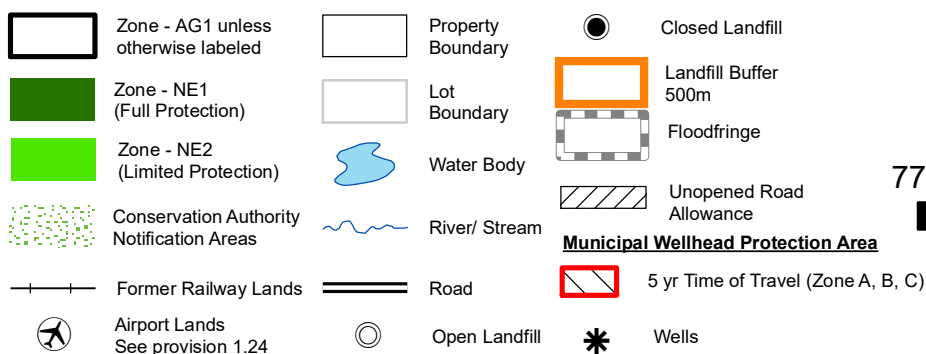 Zone - AG1 unless
otherwise labeled
Zone - NE1
(Full Protection)
Zone - NE2
(Limited Protection)
Conservation Authority
Notification Areas
Former Railway Lands
Airport Lands
See provision 1.24
Property
Boundary
Lot
Boundary
Water Body
River/ Stream
Road
Open Landfill
Closed Landfill
Landfill Buffer
500m
Floodfringe
Unopened Road
Allowance
Municipal Wellhead Protection Area
5 yr Time of Travel (Zone A, B, C)
Wells
77